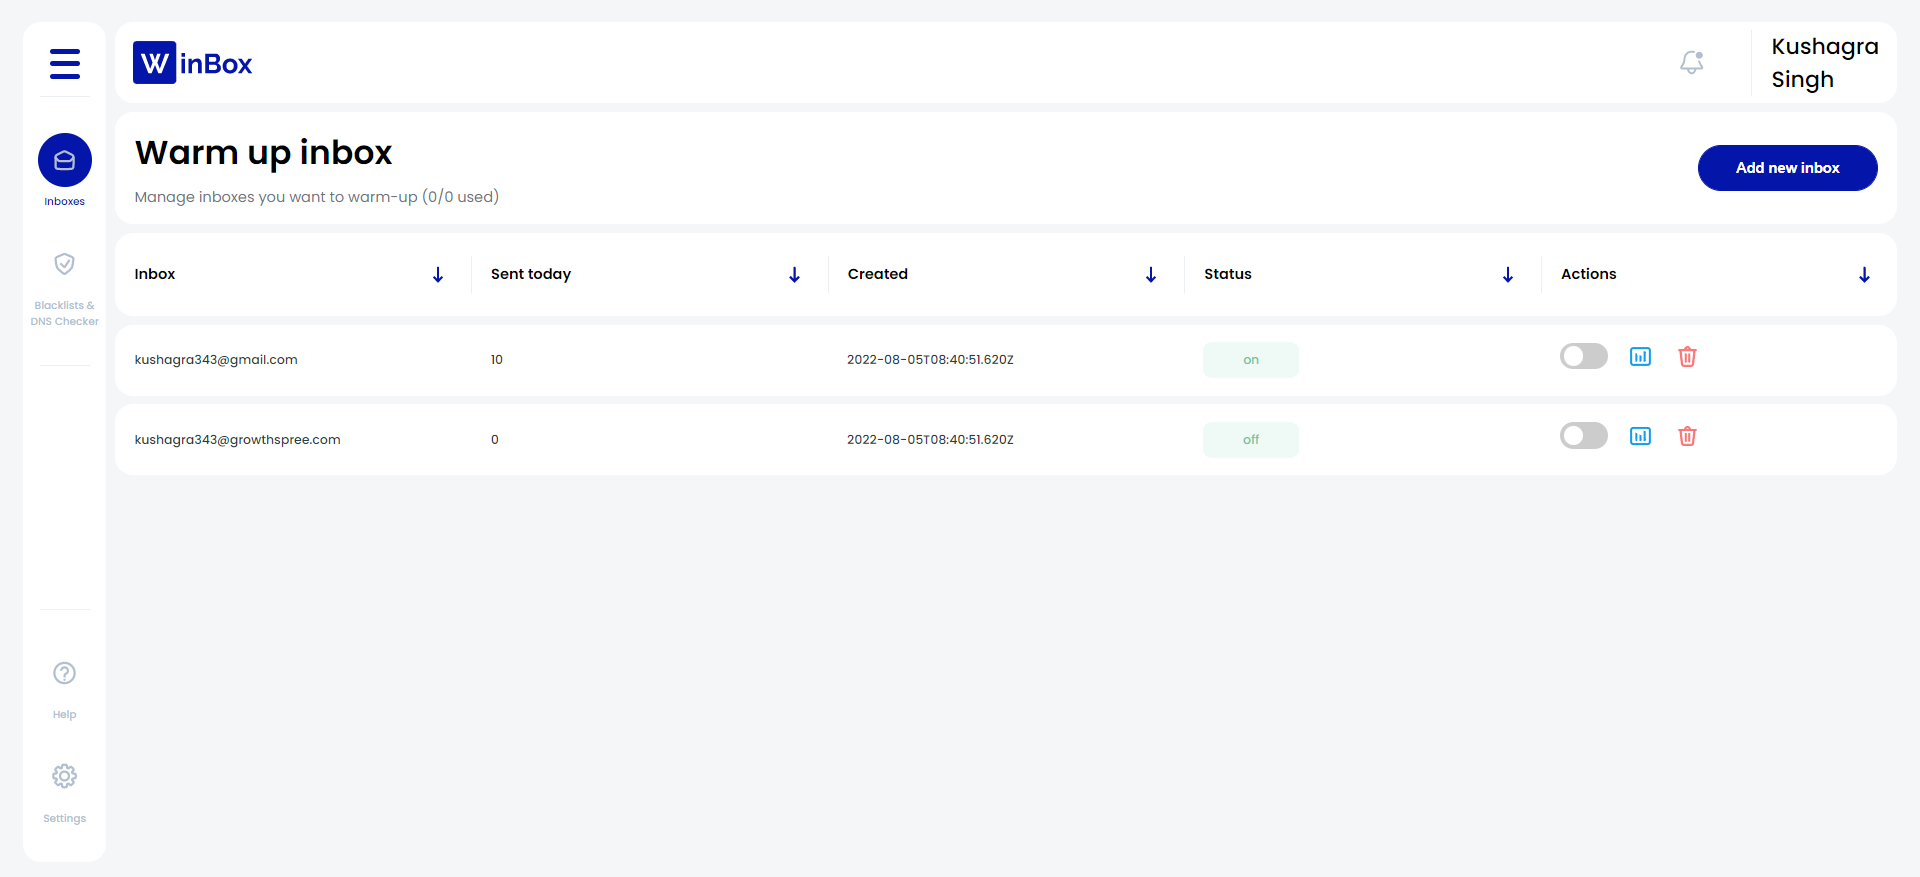 WinBox
Kushagra
Singh
Warm up inbox
Manage inboxes you want to warm-up (0/0 used)
Add new inbox
Inboxes
Blacklists &
DNS Checker
Help
Settings
Inbox Sent today Created Status Actions
kushagra343@gmail.com 10 2022-08-05T08:40:51.620Z on
kushagra343@growthspree.com 0 2022-08-05T08:40:51.620Z off